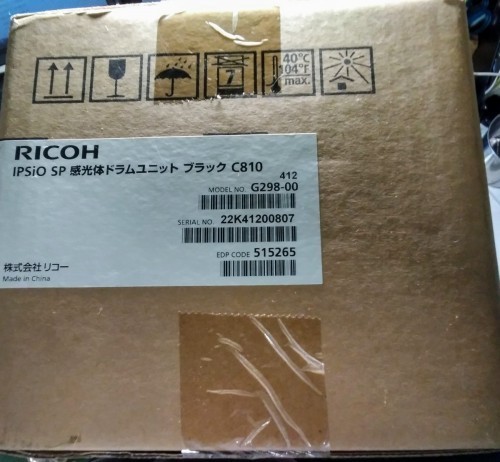 7
40°C
104°F
max.
RICOH
IPSiO SP 感光体ドラムユニット ブラック C810
412
MODEL NO. G298-00
SERIAL NO. 22K41200807
EDP CODE 515265
株式会社リコー
Made in China